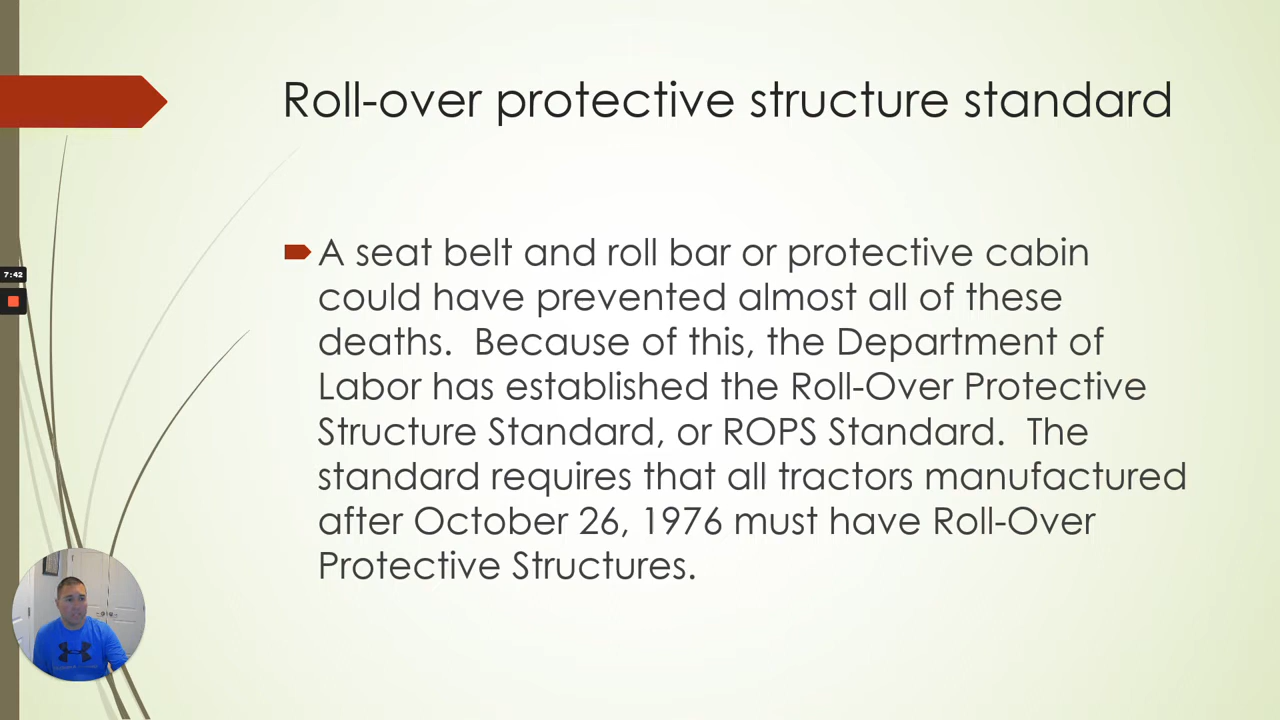 Roll-over protective structure standard
A seat belt and roll bar or protective cabin
could have prevented almost all of these
deaths.  Because of this, the Department of
Labor has established the Roll-Over Protective
Structure Standard, or ROPS Standard.  The
standard requires that all tractors manufactured
after October 26, 1976 must have Roll-Over
Protective Structures.
7:42